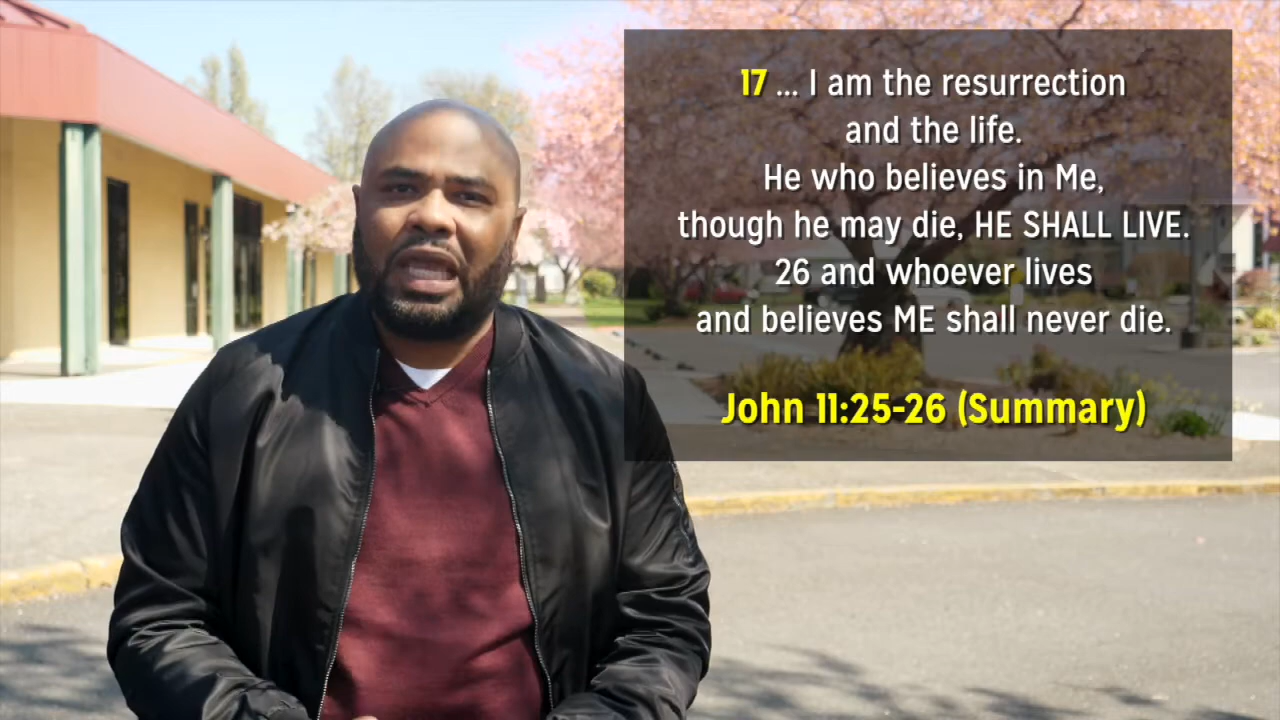 17 ... I am the resurrection
and the life.
He who believes in Me,
though he may die, HE SHALL LIVE.
26 and whoever lives
and believes ME shall never die.
John 11:25-26 (Summary)